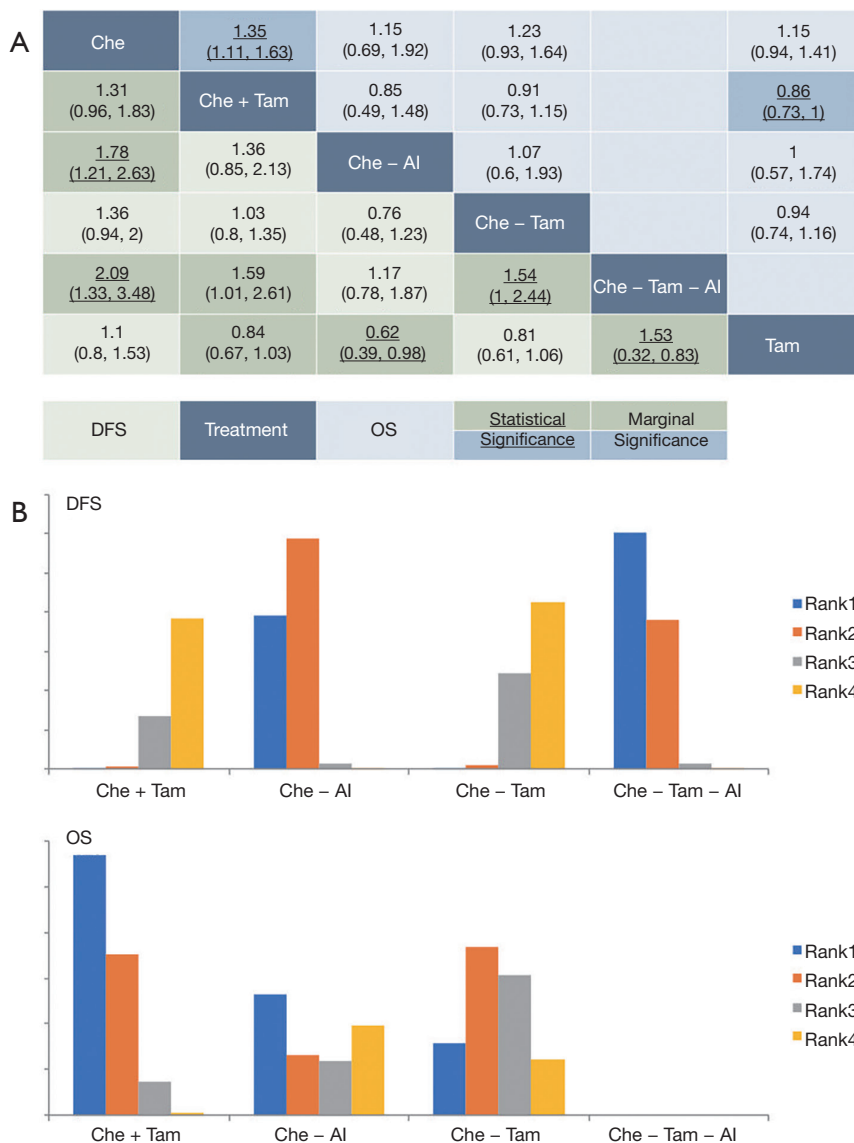 A
Che
1.35
(1.11, 1.63)
1.15
(0.69, 1.92)
1.23
(0.93, 1.64)
1.15
(0.94, 1.41)
1.31
(0.96, 1.83)
Che + Tam
0.85
(0.49, 1.48)
0.91
(0.73, 1.15)
0.86
(0.73, 1)
1.78
(1.21, 2.63)
1.36
(0.85, 2.13)
Che – AI
1.07
(0.6, 1.93)
1
(0.57, 1.74)
1.36
(0.94, 2)
1.03
(0.8, 1.35)
0.76
(0.48, 1.23)
Che – Tam
0.94
(0.74, 1.16)
2.09
(1.33, 3.48)
1.59
(1.01, 2.61)
1.17
(0.78, 1.87)
1.54
(1, 2.44)
Che – Tam – AI
1.1
(0.8, 1.53)
0.84
(0.67, 1.03)
0.62
(0.39, 0.98)
0.81
(0.61, 1.06)
1.53
(0.32, 0.83)
Tam
DFS
Treatment
OS
Statistical
Significance
Marginal
Significance
B
DFS
Rank1
Rank2
Rank3
Rank4
Che + Tam
Che – AI
Che – Tam
Che – Tam – AI
OS
Rank1
Rank2
Rank3
Rank4
Che + Tam
Che – AI
Che – Tam
Che – Tam – AI